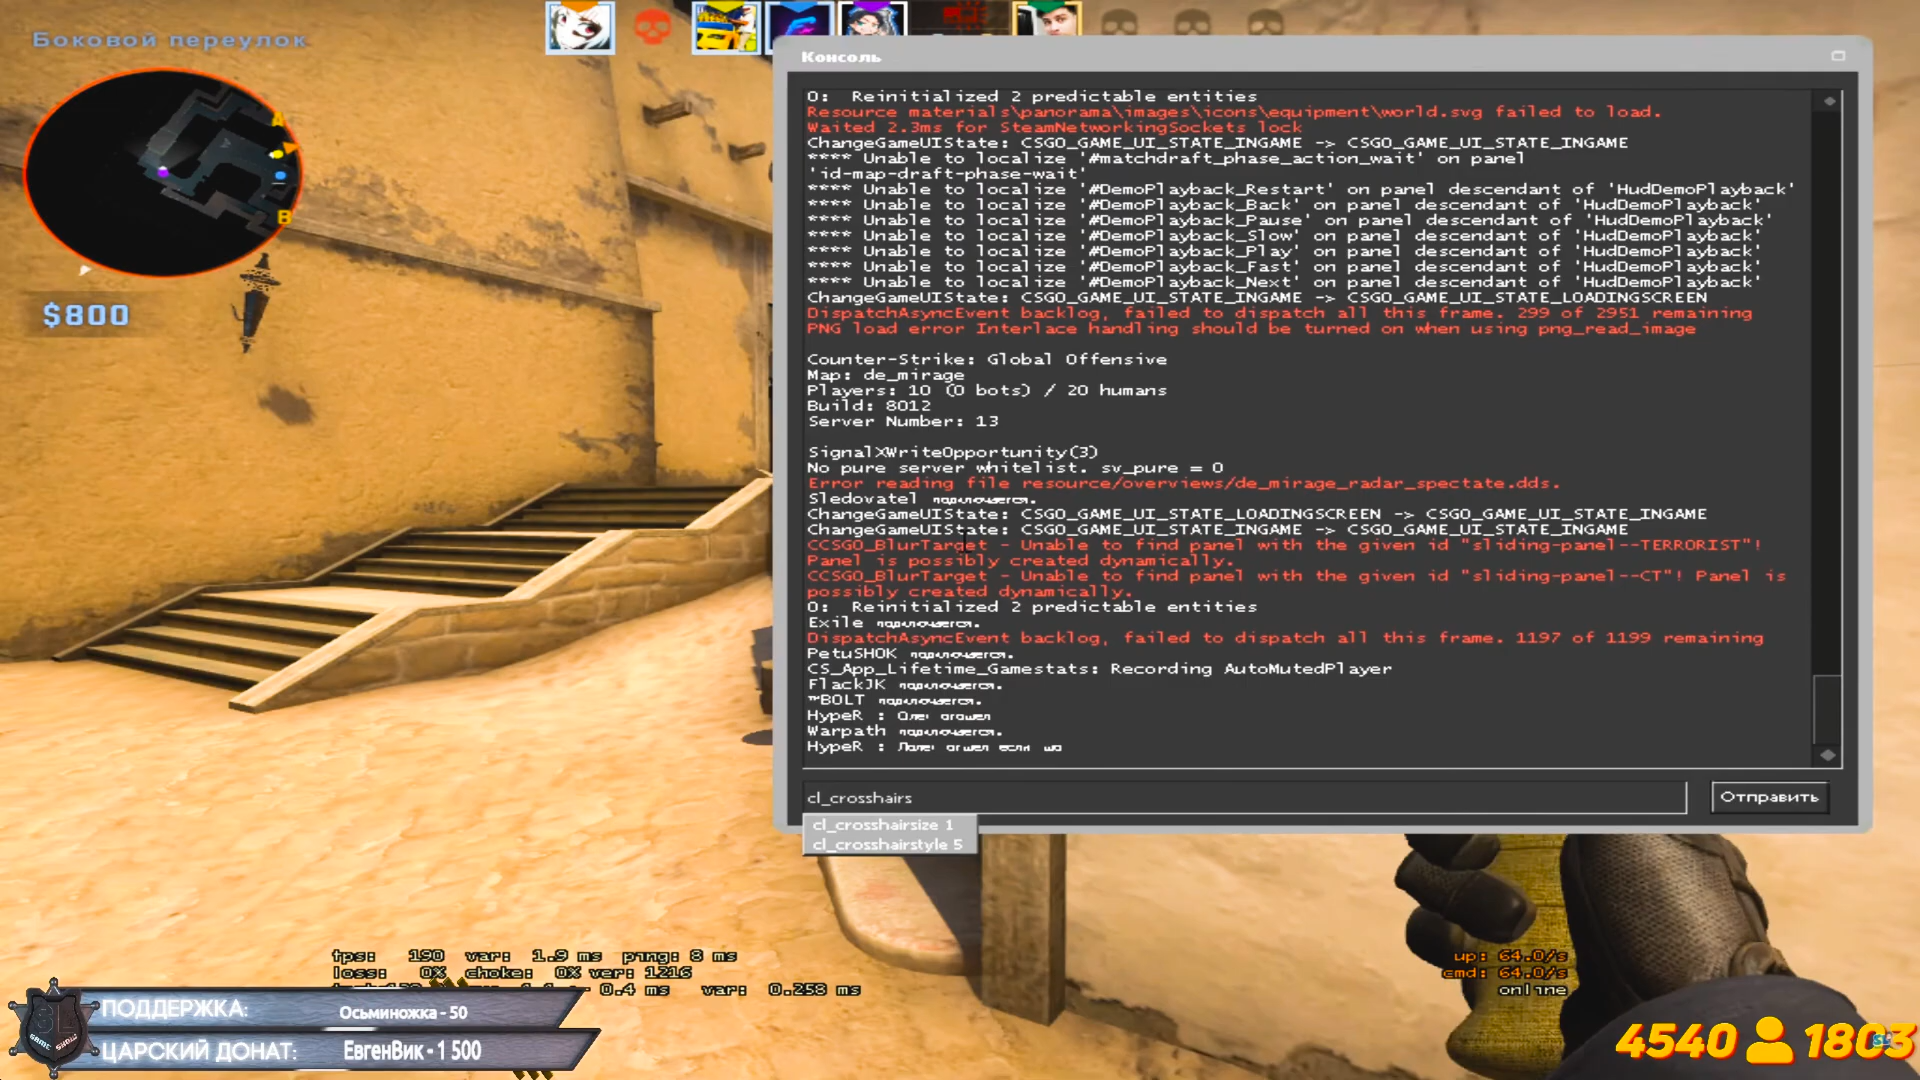 Боковой переулок
A
B
$800
Консоль
0:  Reinitialized 2 predictable entities
Resource materials\panorama\images\icons\equipment\world.svg failed to load.
Waited 2.3ms for SteamNetworkingSockets lock
ChangeGameUIState: CSGO_GAME_UI_STATE_INGAME -> CSGO_GAME_UI_STATE_INGAME
**** Unable to localize '#matchdraft_phase_action_wait' on panel
'id-map-draft-phase-wait'
**** Unable to localize '#DemoPlayback_Restart' on panel descendant of 'HudDemoPlayback'
**** Unable to localize '#DemoPlayback_Back' on panel descendant of 'HudDemoPlayback'
**** Unable to localize '#DemoPlayback_Pause' on panel descendant of 'HudDemoPlayback'
**** Unable to localize '#DemoPlayback_Slow' on panel descendant of 'HudDemoPlayback'
**** Unable to localize '#DemoPlayback_Play' on panel descendant of 'HudDemoPlayback'
**** Unable to localize '#DemoPlayback_Fast' on panel descendant of 'HudDemoPlayback'
**** Unable to localize '#DemoPlayback_Next' on panel descendant of 'HudDemoPlayback'
ChangeGameUIState: CSGO_GAME_UI_STATE_INGAME -> CSGO_GAME_UI_STATE_LOADINGSCREEN
DispatchAsyncEvent backlog, failed to dispatch all this frame. 299 of 2951 remaining
PNG load error Interlace handling should be turned on when using png_read_image
Counter-Strike: Global Offensive
Map: de_mirage
Players: 10 (0 bots) / 20 humans
Build: 8012
Server Number: 13
SignalXWriteOpportunity(3)
No pure server whitelist. sv_pure = 0
Error reading file resource/overviews/de_mirage_radar_spectate.dds.
Sledovatel подключается.
ChangeGameUIState: CSGO_GAME_UI_STATE_LOADINGSCREEN -> CSGO_GAME_UI_STATE_INGAME
ChangeGameUIState: CSGO_GAME_UI_STATE_INGAME -> CSGO_GAME_UI_STATE_INGAME
CCSGO_BlurTarget - Unable to find panel with the given id "sliding-panel--TERRORIST"!
Panel is possibly created dynamically.
CCSGO_BlurTarget - Unable to find panel with the given id "sliding-panel--CT"! Panel is
possibly created dynamically.
0:  Reinitialized 2 predictable entities
Exile подключается.
DispatchAsyncEvent backlog, failed to dispatch all this frame. 1197 of 1199 remaining
PetuSHOK подключается.
CS_App_Lifetime_Gamestats: Recording AutoMutedPlayer
FlackJK подключается.
™BOLT подключается.
HypeR :
Warpath подключается.
HypeR : если
cl_crosshairs
Отправить
cl_crosshairsize 1
cl_crosshairstyle 5
fps: 190 var: 1.9 ms ping: 8 ms
loss: 0% choke: 0% ver: 1216
0.4 ms var: 0.258 ms
up: 64.0/s
cmd: 64.0/s
online
ПОДДЕРЖКА: Осьминожка - 50
ЦАРСКИЙ ДОНАТ: ЕвгенВик - 1 500
GAME SHOW
4540 1803